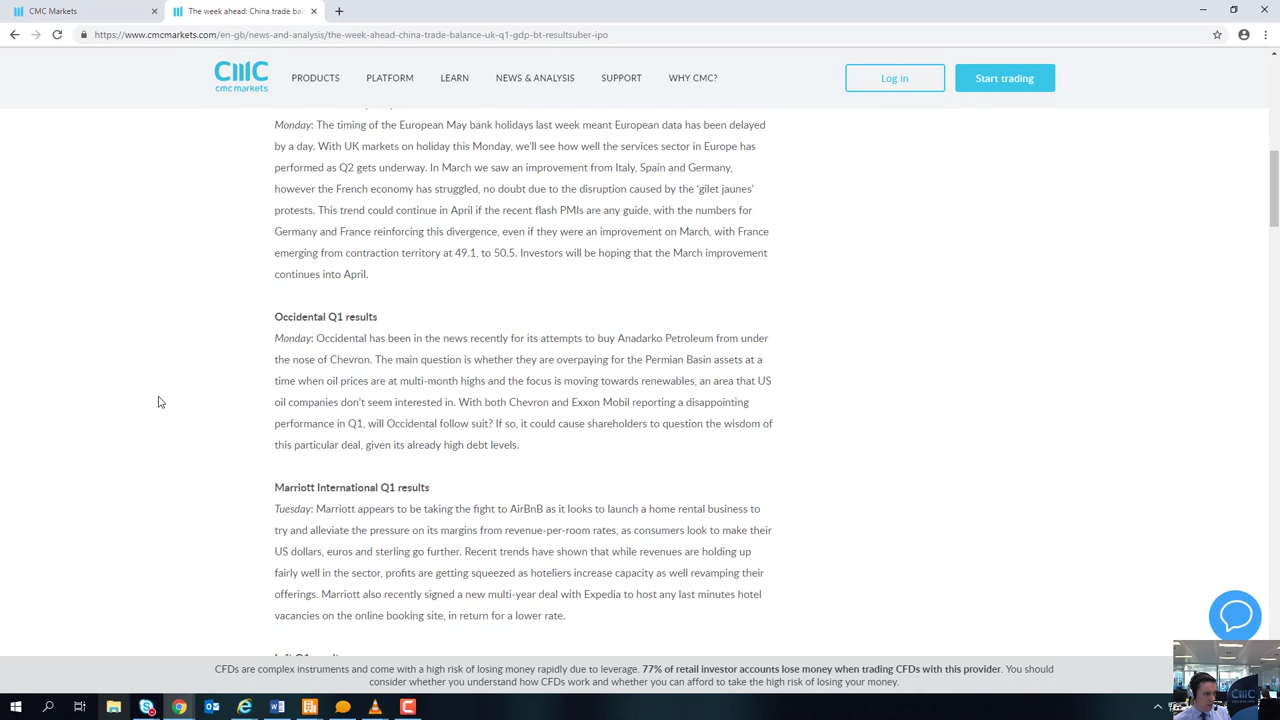 CMC Markets
The week ahead: China trade bal
https://www.cmcmarkets.com/en-gb/news-and-analysis/the-week-ahead-china-trade-balance-uk-q1-gdp-bt-resultsuber-ipo
cmc markets
PRODUCTS PLATFORM LEARN NEWS & ANALYSIS SUPPORT WHY CMC?
Log in
Start trading
Monday: The timing of the European May bank holidays last week meant European data has been delayed
by a day. With UK markets on holiday this Monday, we'll see how well the services sector in Europe has
performed as Q2 gets underway. In March we saw an improvement from Italy, Spain and Germany,
however the French economy has struggled, no doubt due to the disruption caused by the 'gilet jaunes'
protests. This trend could continue in April if the recent flash PMIs are any guide, with the numbers for
Germany and France reinforcing this divergence, even if they were an improvement on March, with France
emerging from contraction territory at 49.1, to 50.5. Investors will be hoping that the March improvement
continues into April.
Occidental Q1 results
Monday: Occidental has been in the news recently for its attempts to buy Anadarko Petroleum from under
the nose of Chevron. The main question is whether they are overpaying for the Permian Basin assets at a
time when oil prices are at multi-month highs and the focus is moving towards renewables, an area that US
oil companies don't seem interested in. With both Chevron and Exxon Mobil reporting a disappointing
performance in Q1, will Occidental follow suit? If so, it could cause shareholders to question the wisdom of
this particular deal, given its already high debt levels.
Marriott International Q1 results
Tuesday: Marriott appears to be taking the fight to AirBnB as it looks to launch a home rental business to
try and alleviate the pressure on its margins from revenue-per-room rates, as consumers look to make their
US dollars, euros and sterling go further. Recent trends have shown that while revenues are holding up
fairly well in the sector, profits are getting squeezed as hoteliers increase capacity as well revamping their
offerings. Marriott also recently signed a new multi-year deal with Expedia to host any last minutes hotel
vacancies on the online booking site, in return for a lower rate.
CFDs are complex instruments and come with a high risk of losing money rapidly due to leverage. 77% of retail investor accounts lose money when trading CFDs with this provider. You should
consider whether you understand how CFDs work and whether you can afford to take the high risk of losing your money.